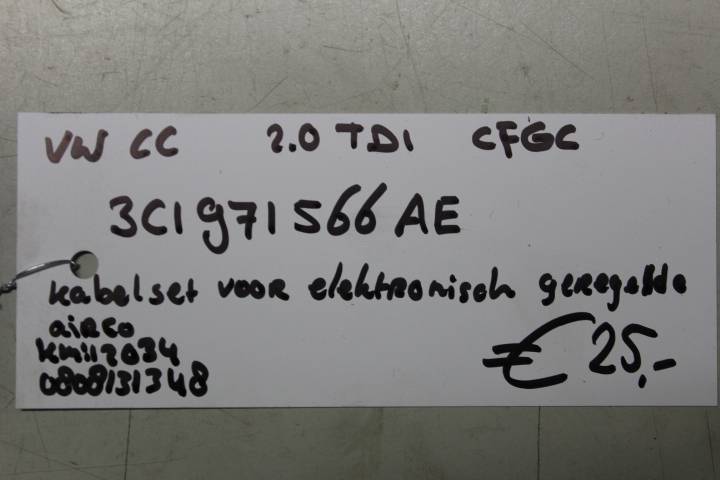 VW CC 2.0 TDI CFGC
3C1971566AE
kabelset voor elektronisch geregelde
airco
km112034
0808131348
€25,-